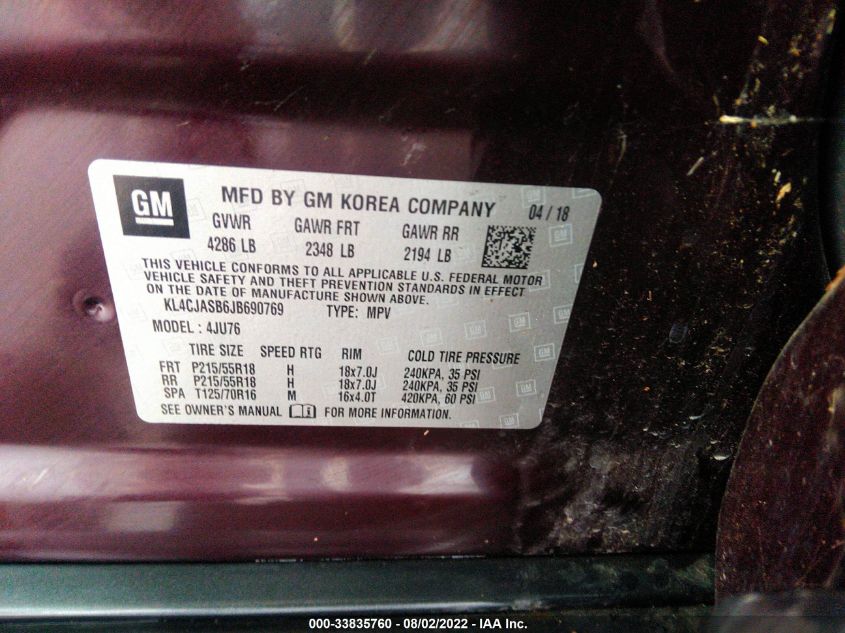 GM
MFD BY GM KOREA COMPANY 04 / 18
GVWR GAWR FRT GAWR RR
4286 LB 2348 LB 2194 LB
THIS VEHICLE CONFORMS TO ALL APPLICABLE U.S. FEDERAL MOTOR
VEHICLE SAFETY AND THEFT PREVENTION STANDARDS IN EFFECT
ON THE DATE OF MANUFACTURE SHOWN ABOVE.
KL4CJASB6JB690769 TYPE: MPV
MODEL : 4JU76
TIRE SIZE SPEED RTG RIM COLD TIRE PRESSURE
FRT P215/55R18 H 18x7.0J 240KPA, 35 PSI
RR P215/55R18 H 18x7.0J 240KPA, 35 PSI
SPA T125/70R16 M 16x4.0T 420KPA, 60 PSI
SEE OWNER'S MANUAL FOR MORE INFORMATION.
000-33835760 — 08/02/2022 - IAA Inc.